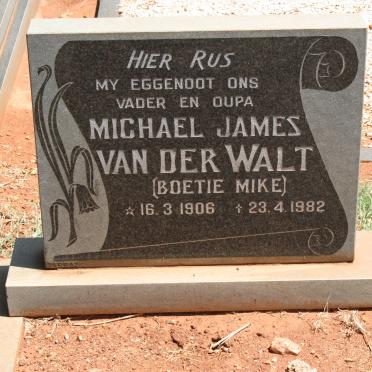 HIER RUS
MY EGGENOOT ONS
VADER EN OUPA
MICHAEL JAMES
VAN DER WALT
(BOETIE MIKE)
☆ 16.3.1906 ✝ 23.4.1982